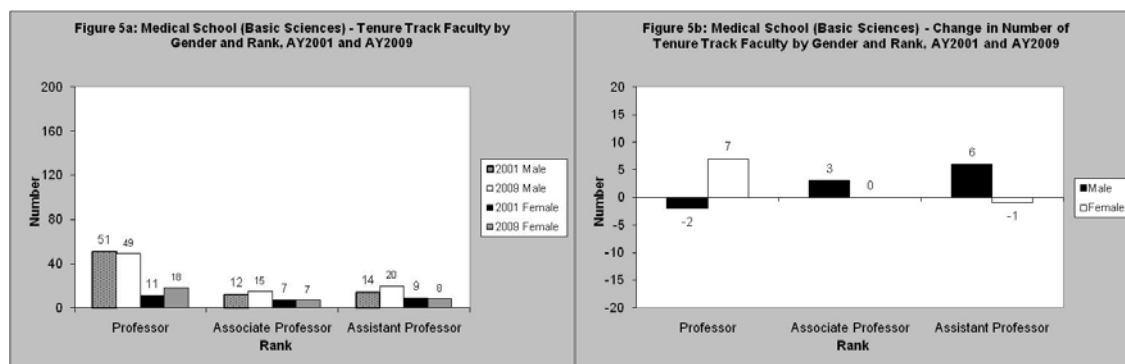 Figure 5a: Medical School (Basic Sciences) - Tenure Track Faculty by
Gender and Rank, AY2001 and AY2009
200
160
120
80
40
0
Number
51
49
11
18
12
15
7
7
14
20
9
8
Professor
Associate Professor
Assistant Professor
Rank
2001 Male
2009 Male
2001 Female
2009 Female
Figure 5b: Medical School (Basic Sciences) - Change in Number of
Tenure Track Faculty by Gender and Rank, AY2001 and AY2009
20
15
10
5
0
-5
-10
-15
-20
Number
-2
7
3
0
6
-1
Professor
Associate Professor
Assistant Professor
Rank
Male
Female